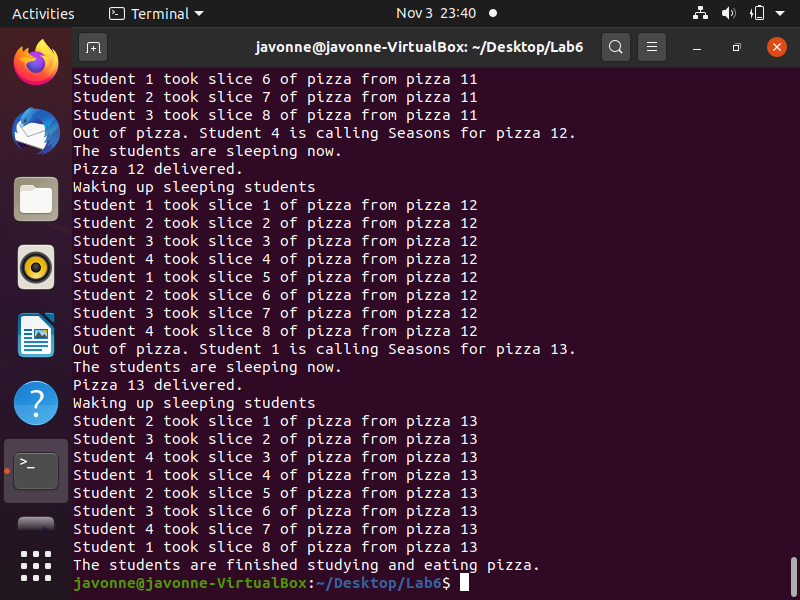 Activities
Terminal
Nov 3 23:40
javonne@javonne-VirtualBox: ~/Desktop/Lab6
Student 1 took slice 6 of pizza from pizza 11
Student 2 took slice 7 of pizza from pizza 11
Student 3 took slice 8 of pizza from pizza 11
Out of pizza. Student 4 is calling Seasons for pizza 12.
The students are sleeping now.
Pizza 12 delivered.
Waking up sleeping students
Student 1 took slice 1 of pizza from pizza 12
Student 2 took slice 2 of pizza from pizza 12
Student 3 took slice 3 of pizza from pizza 12
Student 4 took slice 4 of pizza from pizza 12
Student 1 took slice 5 of pizza from pizza 12
Student 2 took slice 6 of pizza from pizza 12
Student 3 took slice 7 of pizza from pizza 12
Student 4 took slice 8 of pizza from pizza 12
Out of pizza. Student 1 is calling Seasons for pizza 13.
The students are sleeping now.
Pizza 13 delivered.
Waking up sleeping students
Student 2 took slice 1 of pizza from pizza 13
Student 3 took slice 2 of pizza from pizza 13
Student 4 took slice 3 of pizza from pizza 13
Student 1 took slice 4 of pizza from pizza 13
Student 2 took slice 5 of pizza from pizza 13
Student 3 took slice 6 of pizza from pizza 13
Student 4 took slice 7 of pizza from pizza 13
Student 1 took slice 8 of pizza from pizza 13
The students are finished studying and eating pizza.
javonne@javonne-VirtualBox:~/Desktop/Lab6$